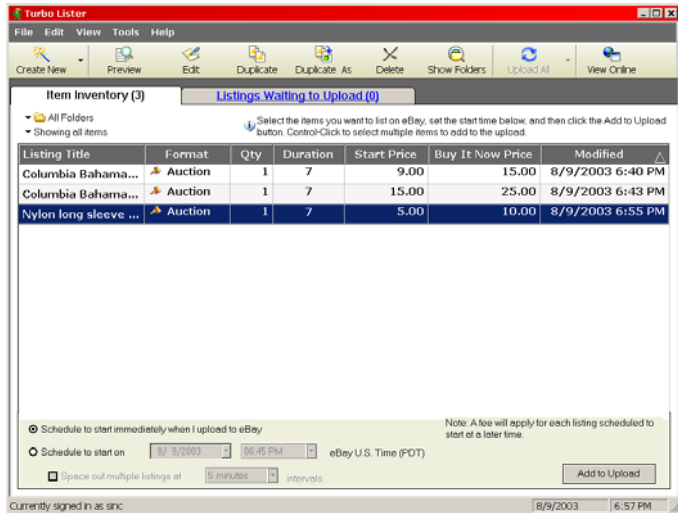 Turbo Lister
File Edit View Tools Help
Create New Preview Edit Duplicate Duplicate As Delete Show Folders Upload All View Online
Item Inventory (3) Listings Waiting to Upload (0)
All Folders
Showing all items
Select the items you want to list on eBay, set the start time below, and then click the Add to Upload
button. Control-Click to select multiple items to add to the upload.
Listing Title Format Qty Duration Start Price Buy It Now Price Modified
Columbia Bahama... Auction 1 7 9.00 15.00 8/9/2003 6:40 PM
Columbia Bahama... Auction 1 7 15.00 25.00 8/9/2003 6:43 PM
Nylon long sleeve ... Auction 1 7 5.00 10.00 8/9/2003 6:55 PM
Schedule to start immediately when I upload to eBay
Note: A fee will apply for each listing scheduled to
start at a later time.
Schedule to start on 8/ 9/2003 06:45 PM eBay U.S. Time (PDT)
Space out multiple listings at 5 minutes intervals
Add to Upload
Currently signed in as sinc 8/9/2003 6:57 PM